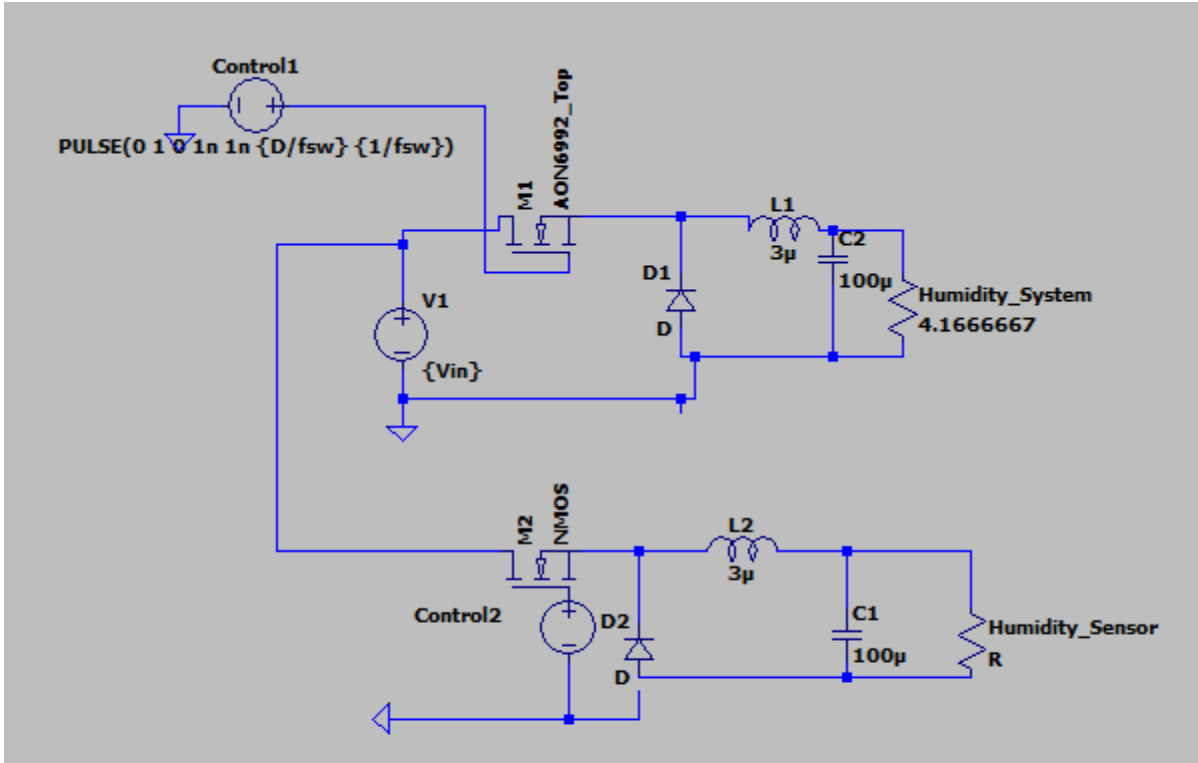 Control1
PULSE(0 1 0 1n 1n {D/fsw} {1/fsw})
M1
AON6992_Top
V1
{Vin}
D1
D
L1
3µ
C2
100µ
Humidity_System
4.1666667
M2
NMOS
Control2
D2
D
L2
3µ
C1
100µ
Humidity_Sensor
R